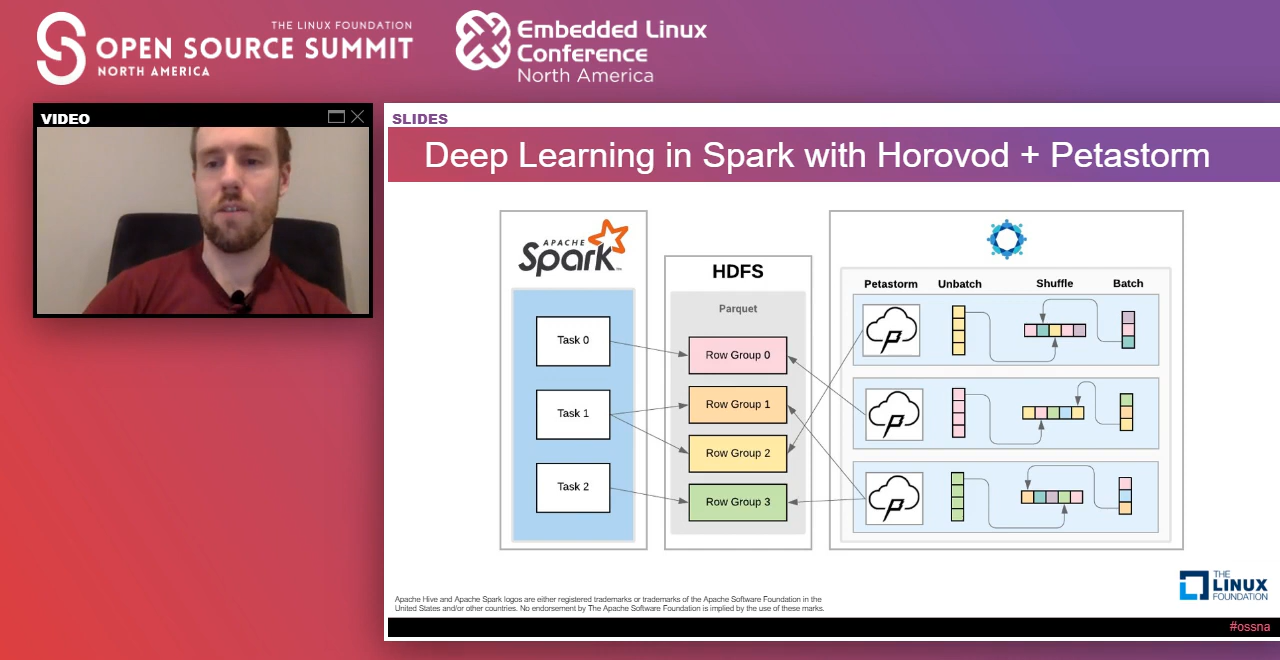 THE LINUX FOUNDATION
OPEN SOURCE SUMMIT
NORTH AMERICA
Embedded Linux
Conference
North America
VIDEO
SLIDES
Deep Learning in Spark with Horovod + Petastorm
APACHE
Spark
TM
Task 0
Task 1
Task 2
HDFS
Parquet
Row Group 0
Row Group 1
Row Group 2
Row Group 3
Petastorm Unbatch Shuffle Batch
P
P
P
Apache Hive and Apache Spark logos are either registered trademarks or trademarks of the Apache Software Foundation in the
United States and/or other countries. No endorsement by The Apache Software Foundation is implied by the use of these marks.
THE
LINUX
FOUNDATION
#ossna